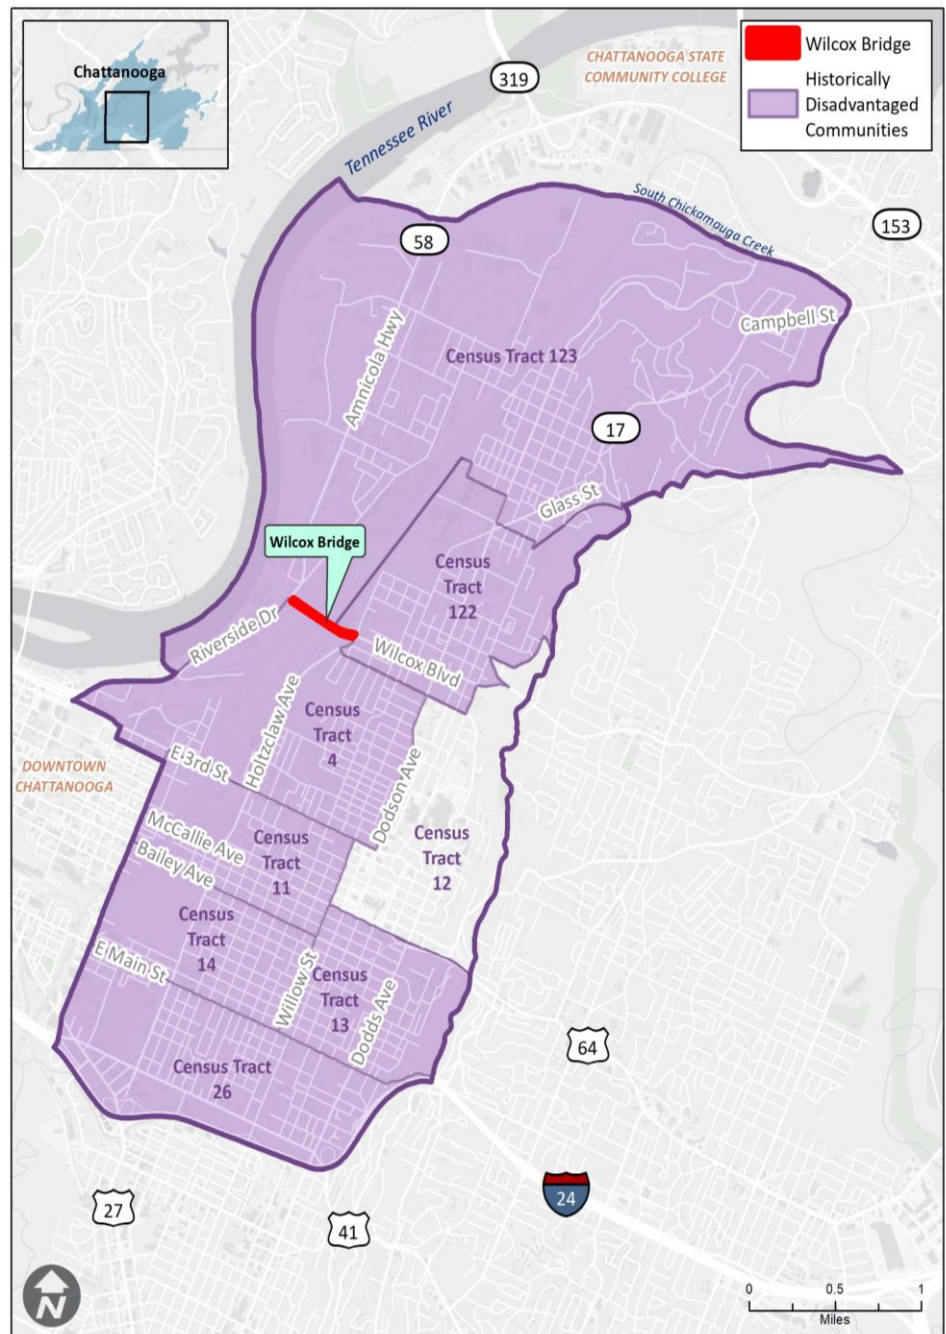 Chattanooga
Wilcox Bridge
Historically
Disadvantaged
Communities
CHATTANOOGA STATE
COMMUNITY COLLEGE
319
Tennessee River
South Chickamauga Creek
153
58
Campbell St
Amnicola Hwy
Census Tract 123
17
Glass St
Wilcox Bridge
Census
Tract
122
Riverside Dr
Wilcox Blvd
Holtzclaw Ave
Census
Tract
4
E 3rd St
DOWNTOWN
CHATTANOOGA
Dodson Ave
McCallie Ave
Census
Tract
11
Census
Tract
12
Bailey Ave
Census
Tract
14
E Main St
Willow St
Census
Tract
13
Dodds Ave
Census Tract
26
64
24
27
41
N
0 0.5 1
Miles